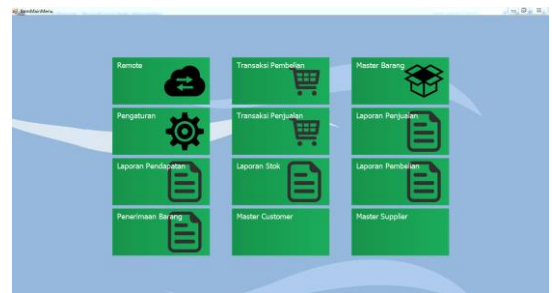 Remote
Transaksi Pembelian
Master Barang
Pengaturan
Transaksi Penjualan
Laporan Penjualan
Laporan Pendapatan
Laporan Stok
Laporan Pembelian
Penerimaan Barang
Master Customer
Master Supplier